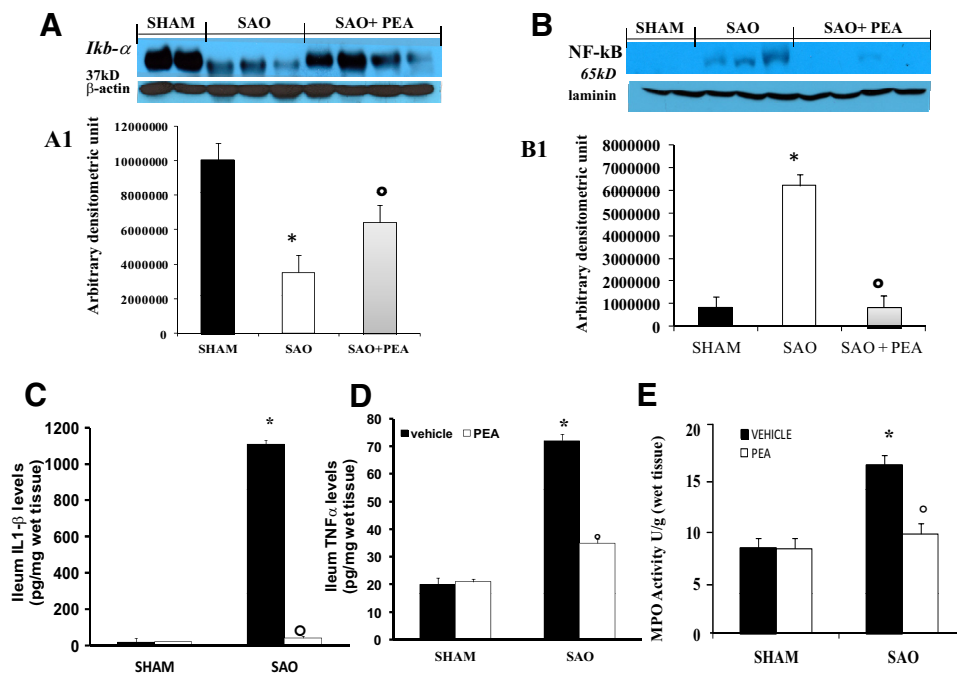 A
SHAM SAO SAO+ PEA
Ikb-α
37kD
β-actin
B
SHAM SAO SAO+ PEA
NF-kB
65kD
laminin
A1
Arbitrary densitometric unit
12000000
10000000
8000000
6000000
4000000
2000000
0
*
SHAM SAO SAO+PEA
B1
Arbitrary densitometric unit
8000000
7000000
6000000
5000000
4000000
3000000
2000000
1000000
0
*
SHAM SAO SAO + PEA
C
Ileum IL1-β levels
(pg/mg wet tissue)
1200
1000
800
600
400
200
0
*
SHAM SAO
D
Ileum TNFα levels
(pg/mg wet tissue)
80
70
60
50
40
30
20
10
0
vehicle PEA
*
SHAM SAO
E
MPO Activity U/g (wet tissue)
20
15
10
5
0
VEHICLE
PEA
*
SHAM SAO